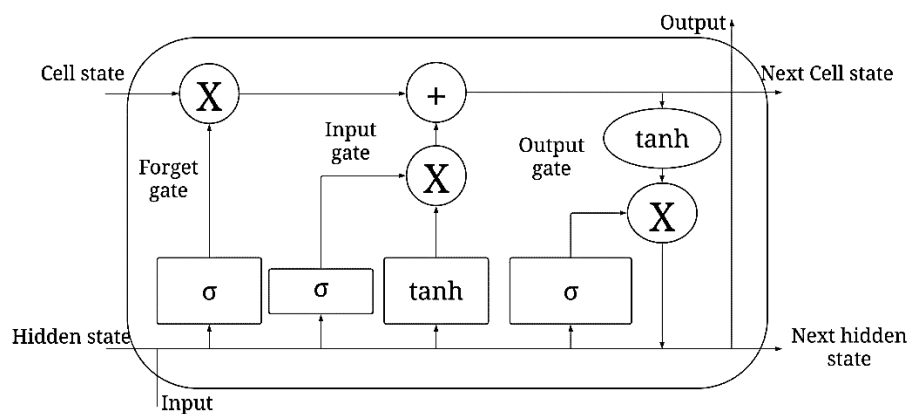 Output
Cell state
X
+
Next Cell state
Input
gate
Output
gate
tanh
Forget
gate
X
X
σ
σ
tanh
σ
Hidden state
Next hidden
state
Input